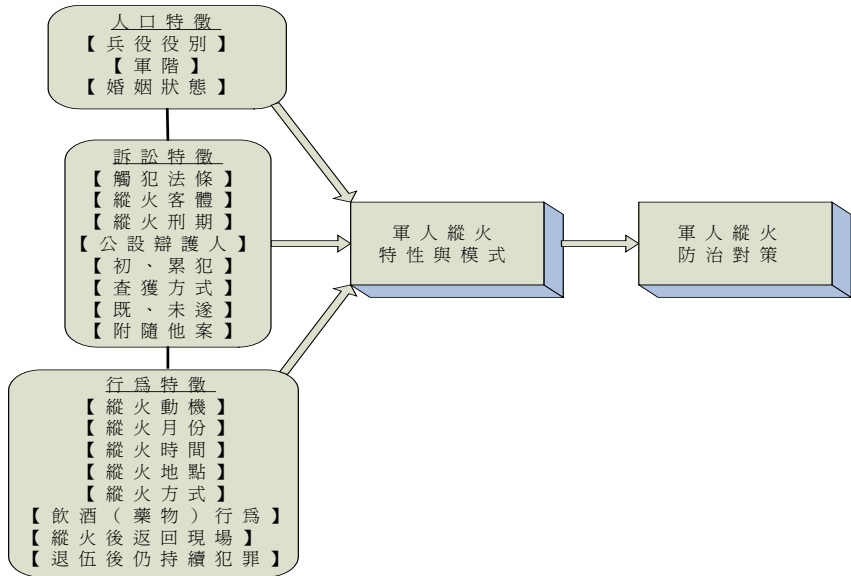 人口特徵
【兵役役別】
【軍階】
【婚姻狀態】
訴訟特徵
【觸犯法條】
【縱火客體】
【縱火刑期】
【公設辯護人】
【初、累犯】
【查獲方式】
【既、未遂】
【附隨他案】
行為特徵
【縱火動機】
【縱火月份】
【縱火時間】
【縱火地點】
【縱火方式】
【飲酒（藥物）行為】
【縱火後返回現場】
【退伍後仍持續犯罪】
軍人縱火
特性與模式
軍人縱火
防治對策